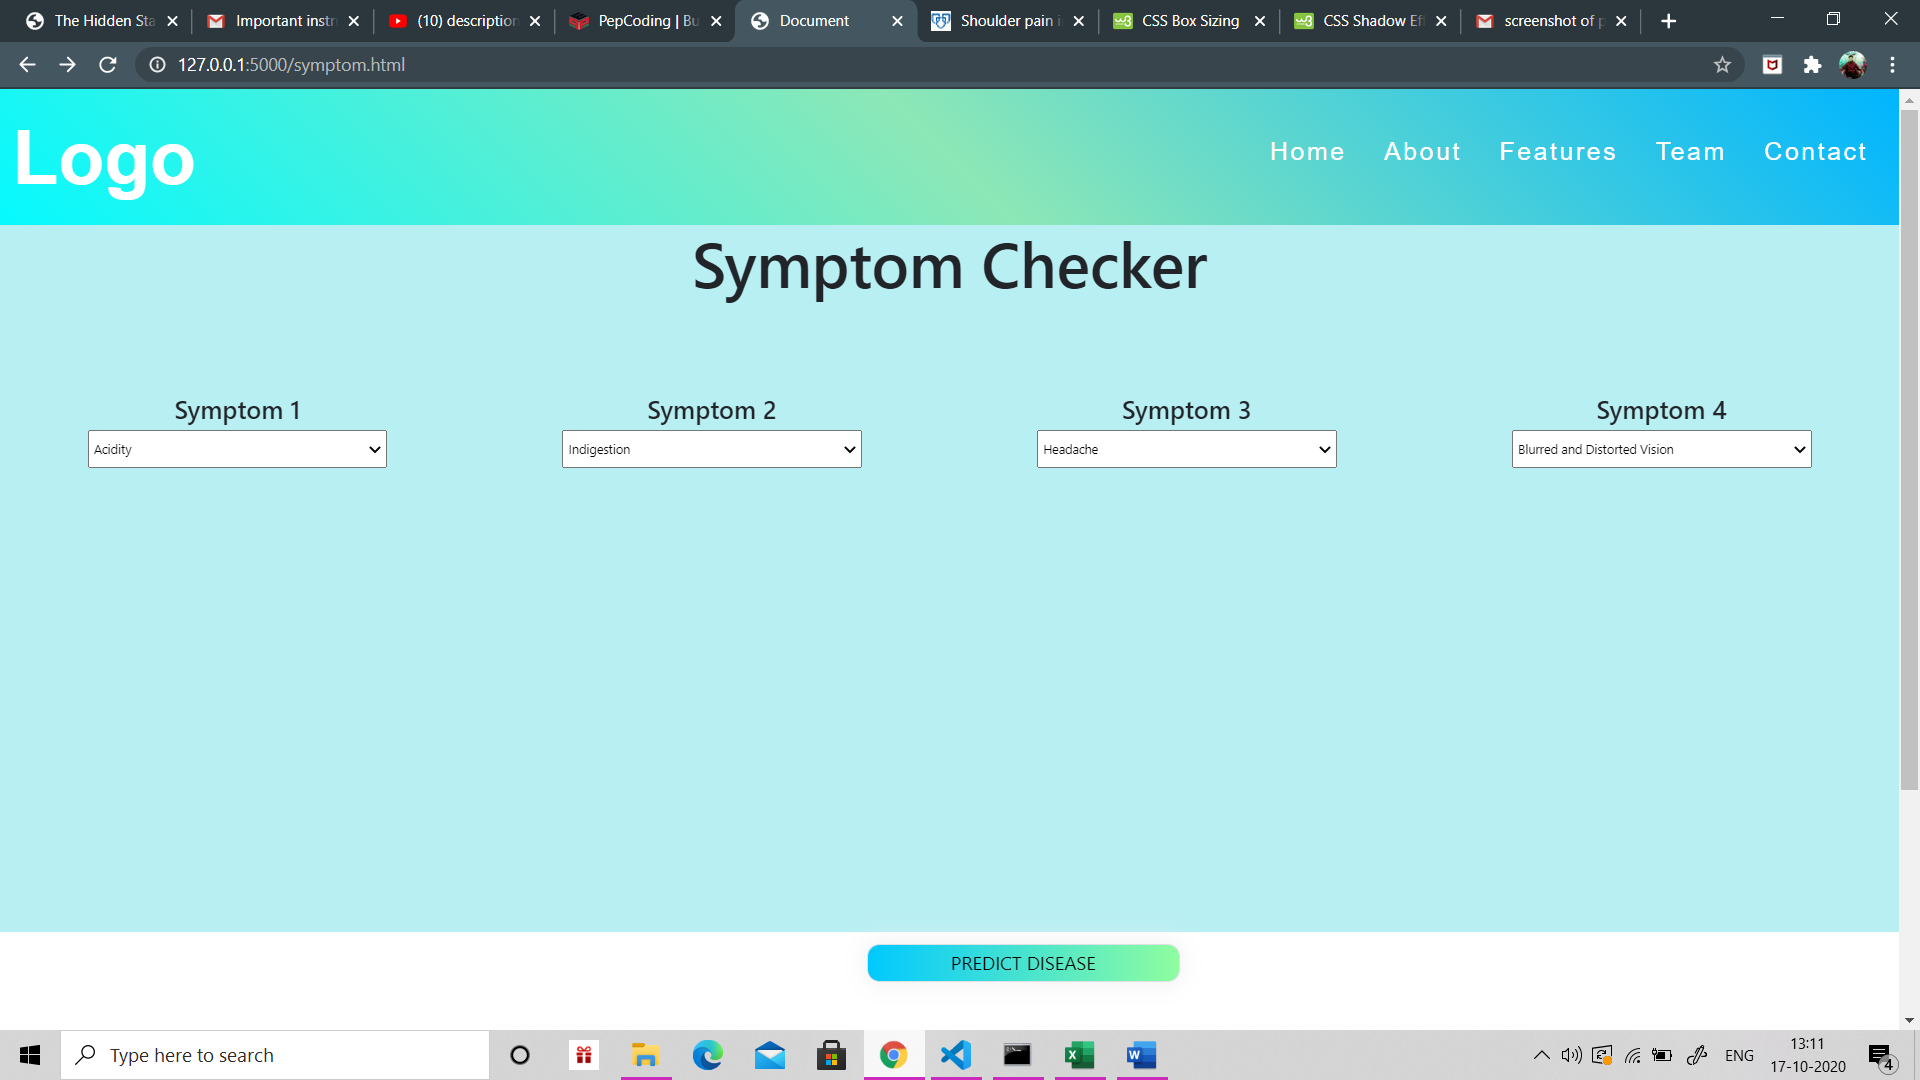 The Hidden Sta
Important instr
(10) description
PepCoding | Bu
Document
Shoulder pain i
CSS Box Sizing
CSS Shadow Eff
screenshot of p
127.0.0.1:5000/symptom.html
Logo
Home About Features Team Contact
Symptom Checker
Symptom 1 Symptom 2 Symptom 3 Symptom 4
Acidity Indigestion Headache Blurred and Distorted Vision
PREDICT DISEASE
Type here to search
ENG
13:11
17-10-2020
4